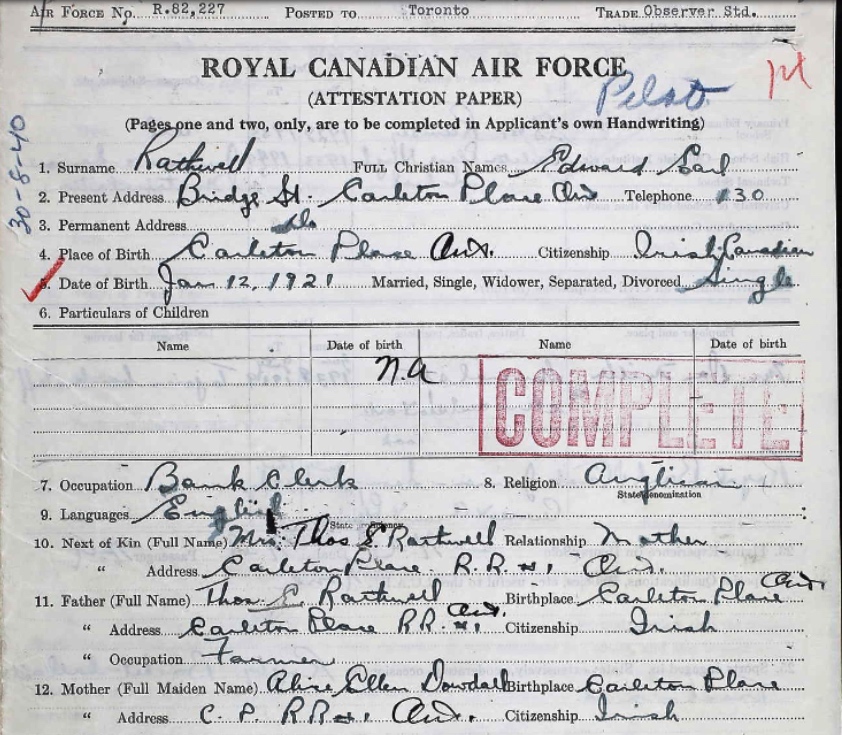 AIR FORCE No. R.82,227 POSTED TO Toronto TRADE Observer Std.
ROYAL CANADIAN AIR FORCE
pt
(ATTESTATION PAPER)
Pilot
(Pages one and two, only, are to be completed in Applicant's own Handwriting)
30-8-40
1. Surname Rathwell FULL Christian Names Edward Earl
2. Present Address Bridge St. Carleton Place Ont Telephone 130
3. Permanent Address do
4. Place of Birth Carleton Place Ont. Citizenship Irish Canadian
5. Date of Birth Jan 12, 1921 Married, Single, Widower, Separated, Divorced Single
6. Particulars of Children
Name Date of birth Name Date of birth
N.A
COMPLETE
7. Occupation Bank Clerk 8. Religion Anglican
State Denomination
9. Languages English
State proficiency
10. Next of Kin (Full Name) Mrs. Thos E Rathwell Relationship Mother
" Address Carleton Place R.R. #1 Ont.
11. Father (Full Name) Thos. E. Rathwell Birthplace Carleton Place Ont
" Address Carleton Place R.R. #1 Ont. Citizenship Irish
" Occupation Farmer
12. Mother (Full Maiden Name) Alice Ellen Dowdall Birthplace Carleton Place
" Address C. P. R.R #1. Ont. Citizenship Irish